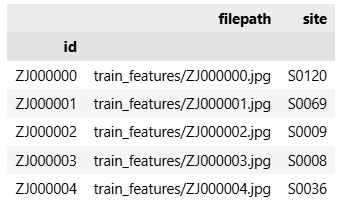 filepath site
id
ZJ000000 train_features/ZJ000000.jpg S0120
ZJ000001 train_features/ZJ000001.jpg S0069
ZJ000002 train_features/ZJ000002.jpg S0009
ZJ000003 train_features/ZJ000003.jpg S0008
ZJ000004 train_features/ZJ000004.jpg S0036